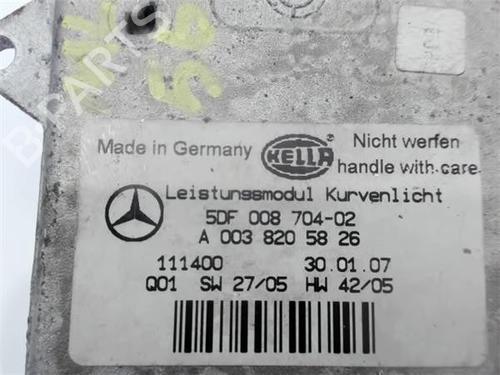 Made in Germany HELLA Nicht werfen
handle with care
Leistunssmodul Kurvenlicht
5DF 008 704-02
A 003 820 58 26
111400 30.01.07
Q01 SW 27/05 HW 42/05